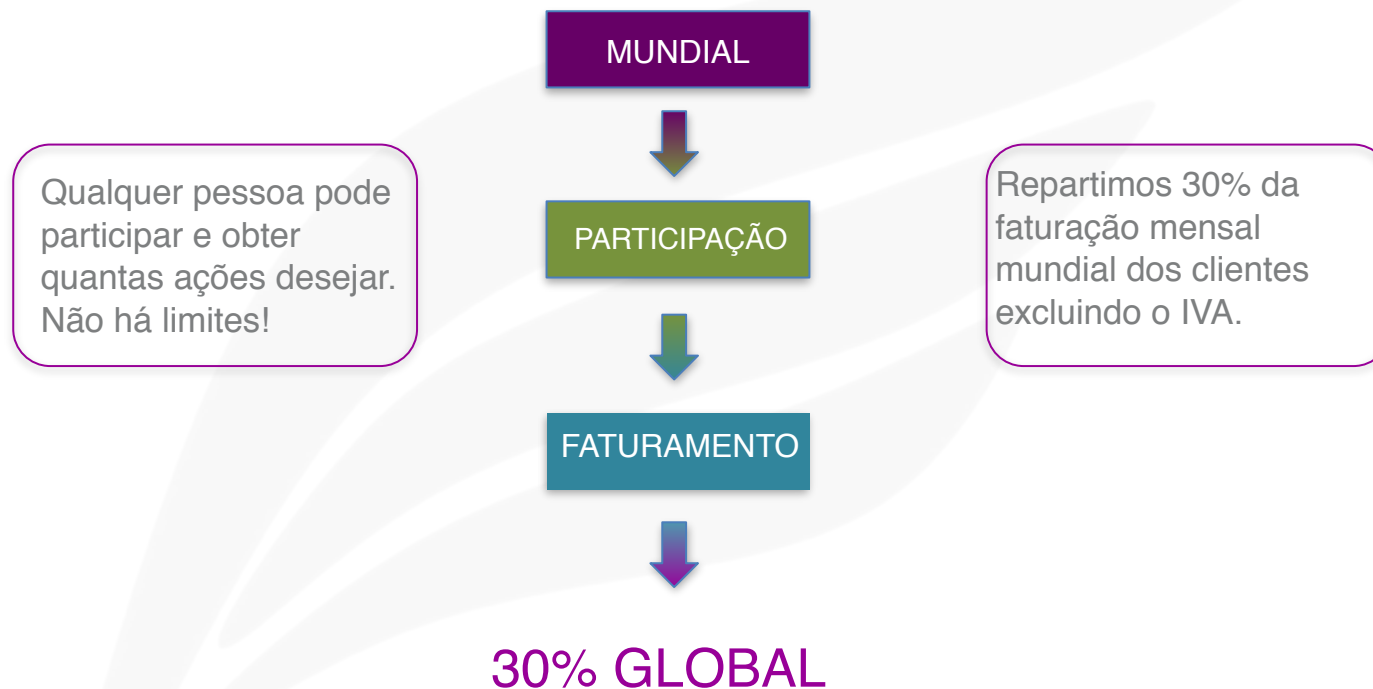 MUNDIAL
Qualquer pessoa pode
participar e obter
quantas ações desejar.
Não há limites!
PARTICIPAÇÃO
Repartimos 30% da
faturação mensal
mundial dos clientes
excluindo o IVA.
FATURAMENTO
30% GLOBAL